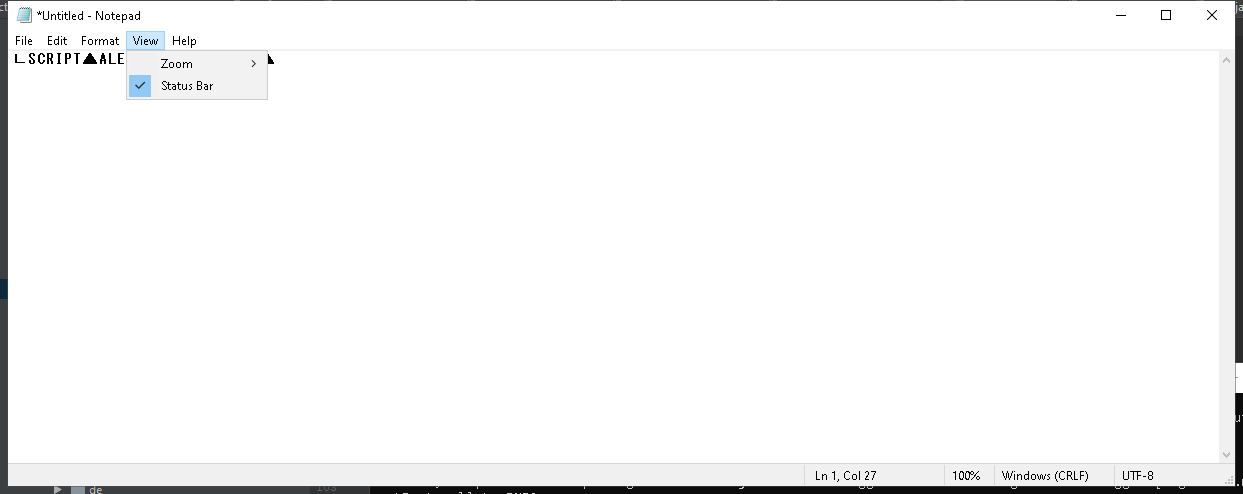 *Untitled - Notepad
File Edit Format View Help
∟SCRIPT▲ALE ▲
Zoom
Status Bar
Ln 1, Col 27 100% Windows (CRLF) UTF-8
de
103